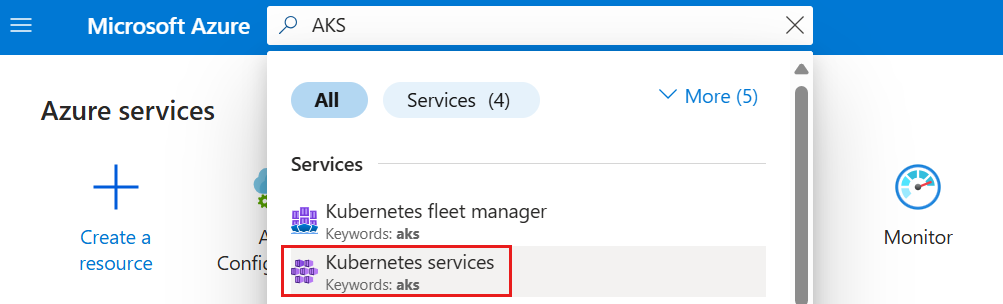 Microsoft Azure
AKS
All
Services (4)
More (5)
Azure services
Services
Kubernetes fleet manager
Keywords: aks
Kubernetes services
Keywords: aks
Create a
resource
Monitor